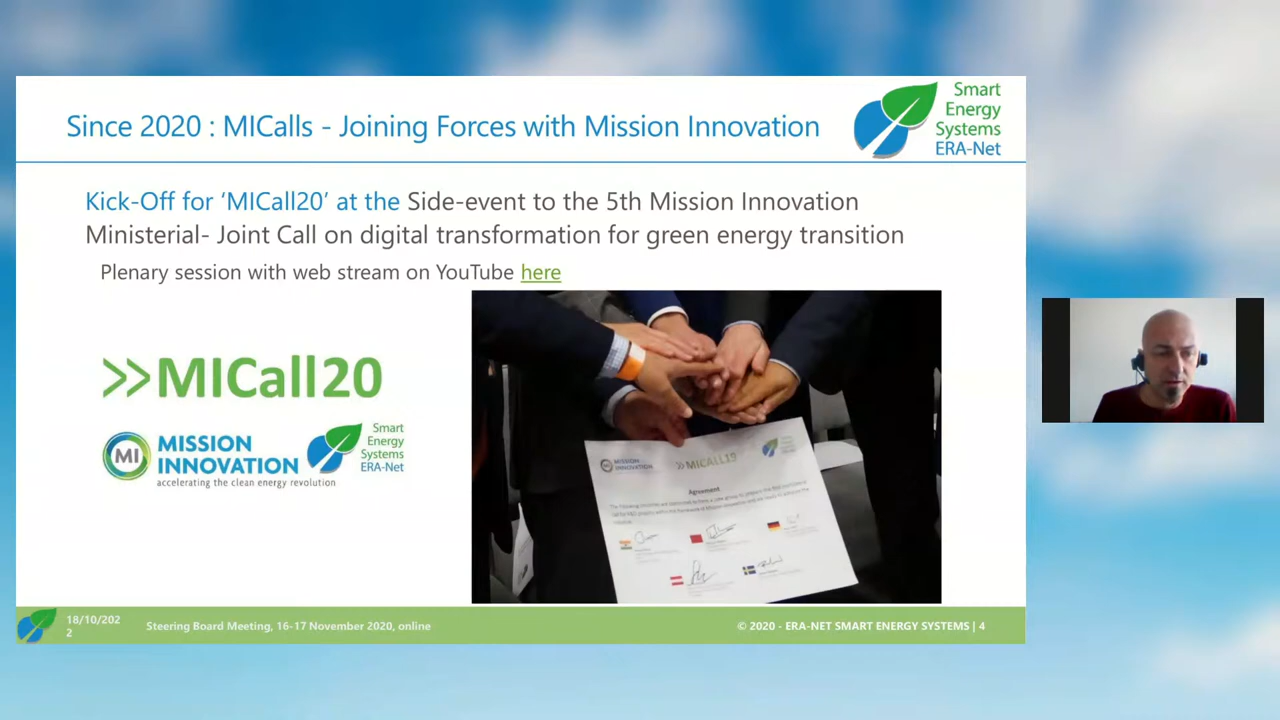 Since 2020 : MICalls - Joining Forces with Mission Innovation
Smart
Energy
Systems
ERA-Net
Kick-Off for ‘MICall20’ at the Side-event to the 5th Mission Innovation
Ministerial- Joint Call on digital transformation for green energy transition
Plenary session with web stream on YouTube here
>>MICall20
MI MISSION
INNOVATION
accelerating the clean energy revolution
Smart
Energy
Systems
ERA-Net
MI MISSION
INNOVATION
>>MICALL19
Agreement
18/10/202
2
Steering Board Meeting, 16-17 November 2020, online
© 2020 - ERA-NET SMART ENERGY SYSTEMS | 4